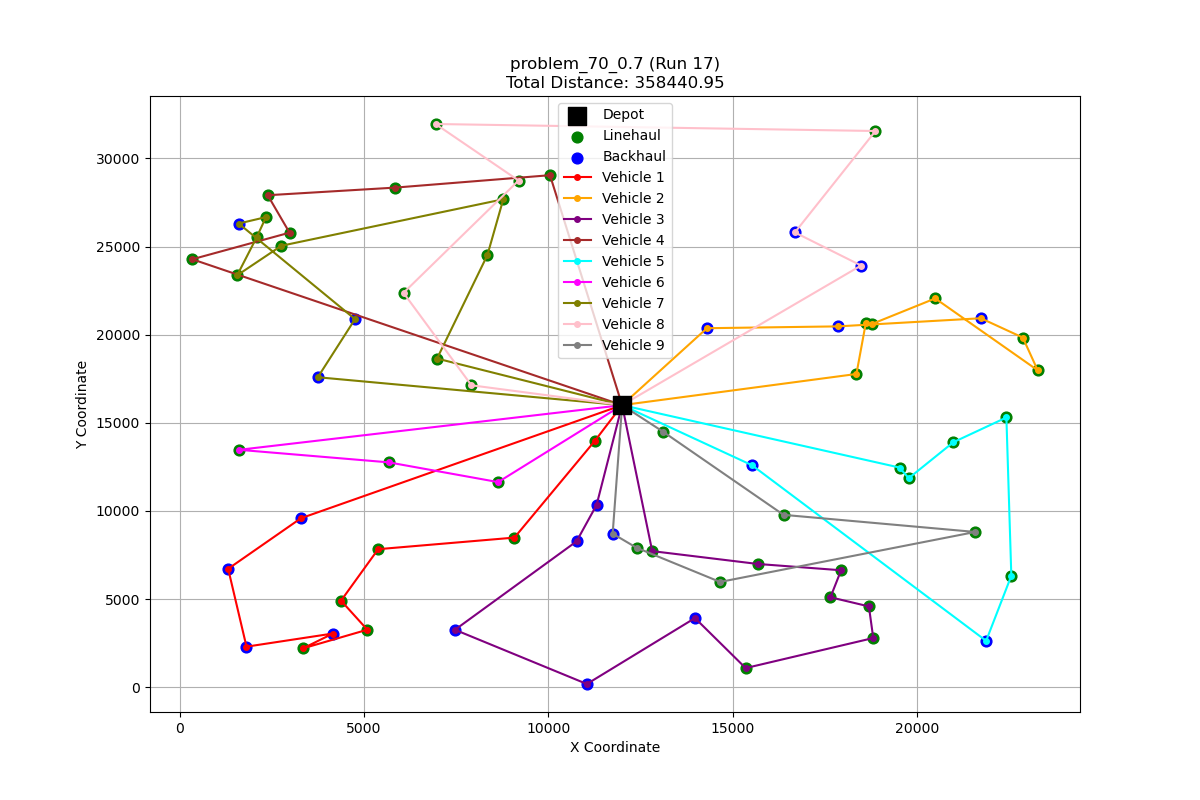 problem_70_0.7 (Run 17)
Total Distance: 358440.95
Depot
Linehaul
Backhaul
Vehicle 1
Vehicle 2
Vehicle 3
Vehicle 4
Vehicle 5
Vehicle 6
Vehicle 7
Vehicle 8
Vehicle 9
Y Coordinate
30000
25000
20000
15000
10000
5000
0
0 5000 10000 15000 20000
X Coordinate